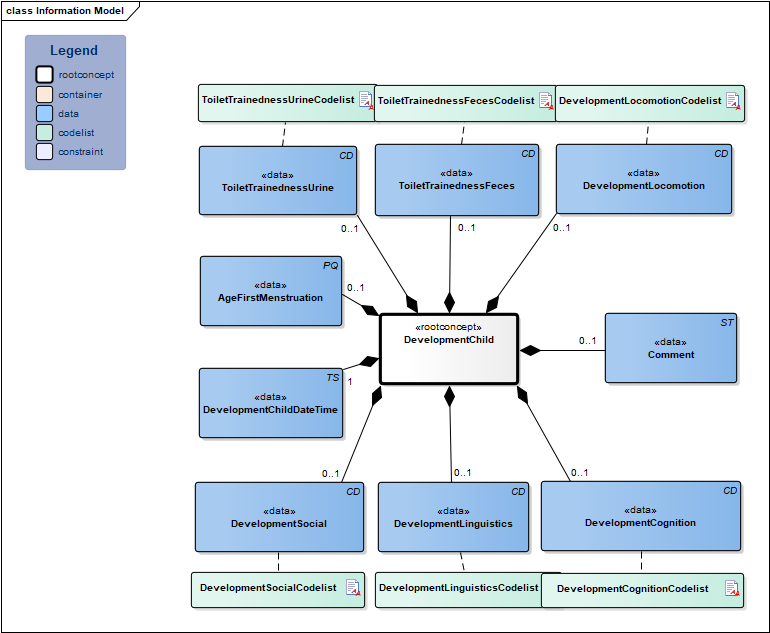 class Information Model
Legend
rootconcept
container
data
codelist
constraint
ToiletTrainednessUrineCodelist
ToiletTrainednessFecesCodelist
DevelopmentLocomotionCodelist
CD
«data»
ToiletTrainednessUrine
CD
«data»
ToiletTrainednessFeces
CD
«data»
DevelopmentLocomotion
0..1
0..1
0..1
PQ
«data»
AgeFirstMenstruation
0..1
«rootconcept»
DevelopmentChild
0..1
ST
«data»
Comment
TS
«data»
DevelopmentChildDateTime
1
0..1
0..1
0..1
CD
«data»
DevelopmentSocial
CD
«data»
DevelopmentLinguistics
CD
«data»
DevelopmentCognition
DevelopmentSocialCodelist
DevelopmentLinguisticsCodelist
DevelopmentCognitionCodelist